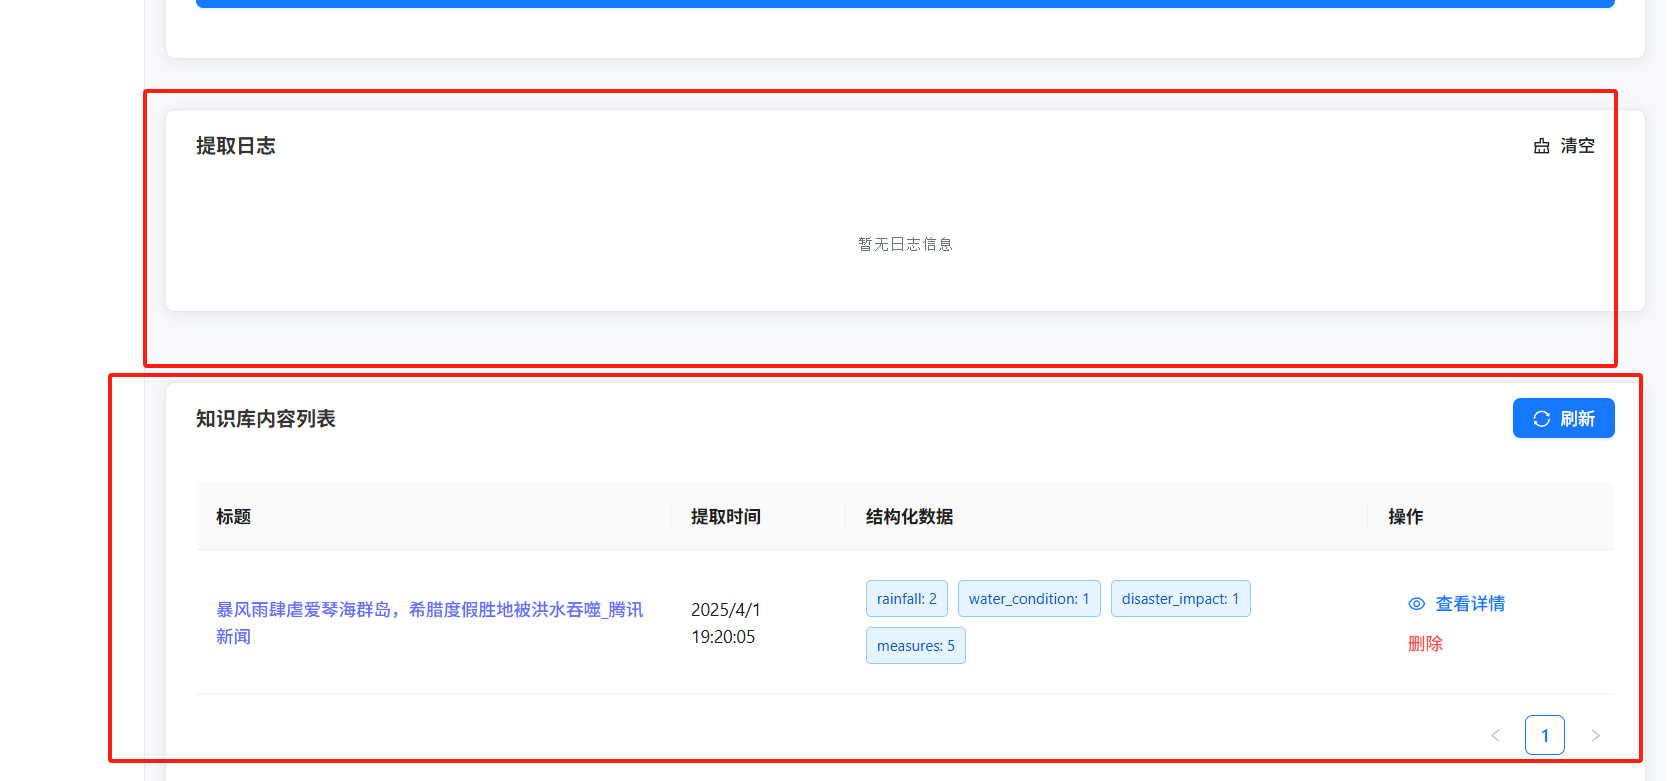 提取日志
清空
暂无日志信息
知识库内容列表
刷新
标题 提取时间 结构化数据 操作
暴风雨肆虐爱琴海群岛，希腊度假胜地被洪水吞噬_腾讯
新闻
2025/4/1
19:20:05
rainfall: 2 water_condition: 1 disaster_impact: 1
measures: 5
查看详情
删除
1